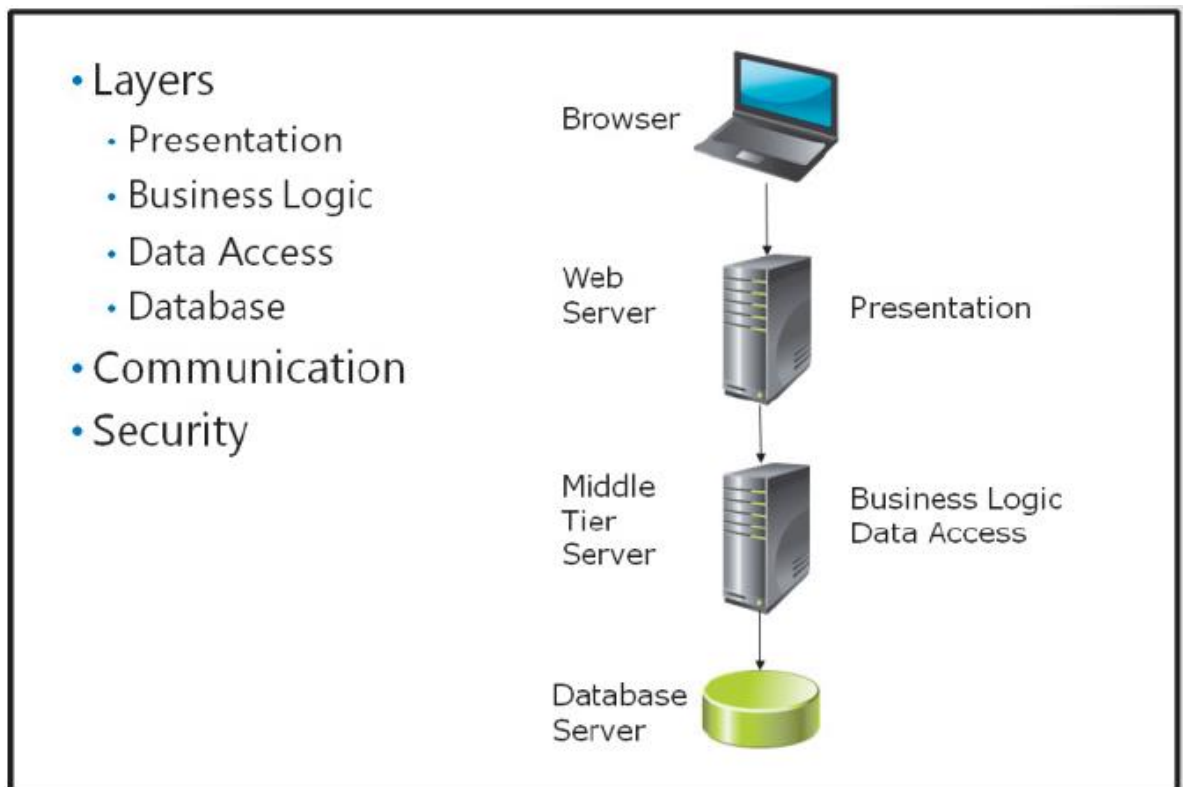 • Layers
• Presentation
• Business Logic
• Data Access
• Database
• Communication
• Security
Browser
Web
Server
Presentation
Middle
Tier
Server
Business Logic
Data Access
Database
Server